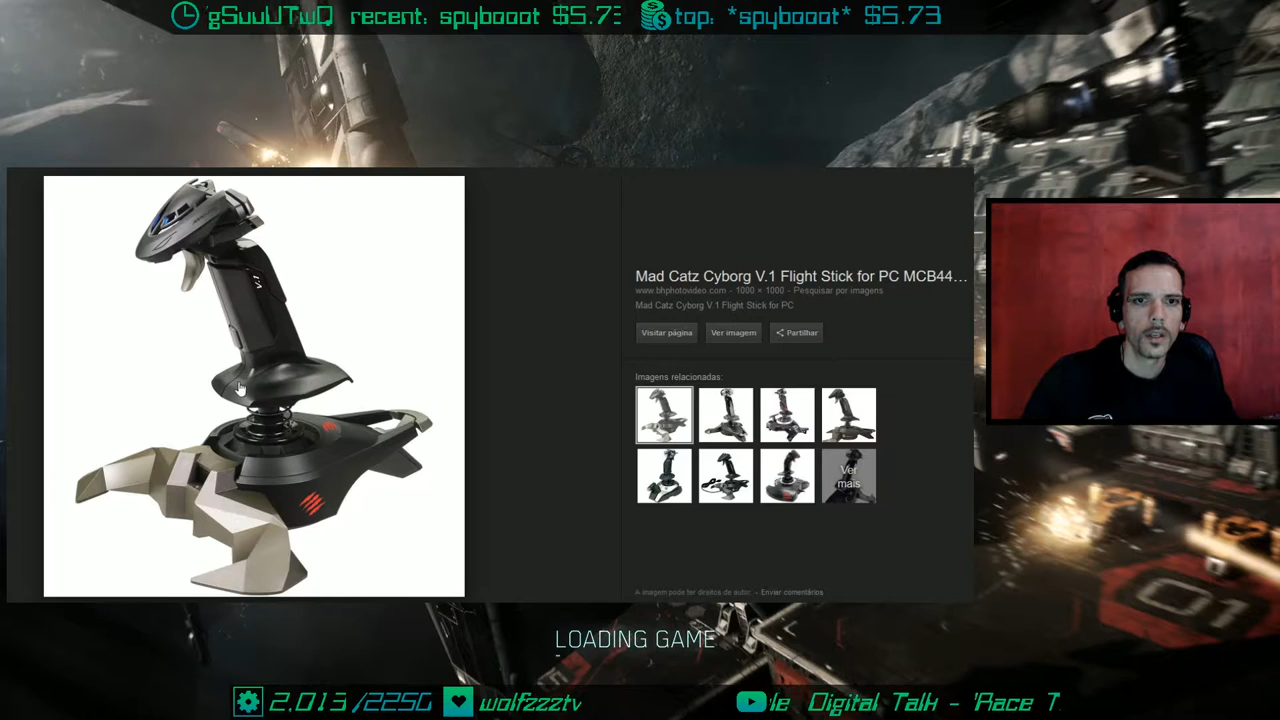 gSuuUTwQ recent: spybooot $5.73 top: *spybooot* $5.73
Mad Catz Cyborg V.1 Flight Stick for PC MCB44...
www.bhphotovideo.com - 1000 × 1000 - Pesquisar por imagens
Mad Catz Cyborg V.1 Flight Stick for PC
Visitar página Ver imagem Partilhar
Imagens relacionadas:
Ver
mais
A imagem pode ter direitos de autor. - Enviar comentários
01
LOADING GAME
2.013/2250 wolfzzztv le Digital Talk - 'Race T